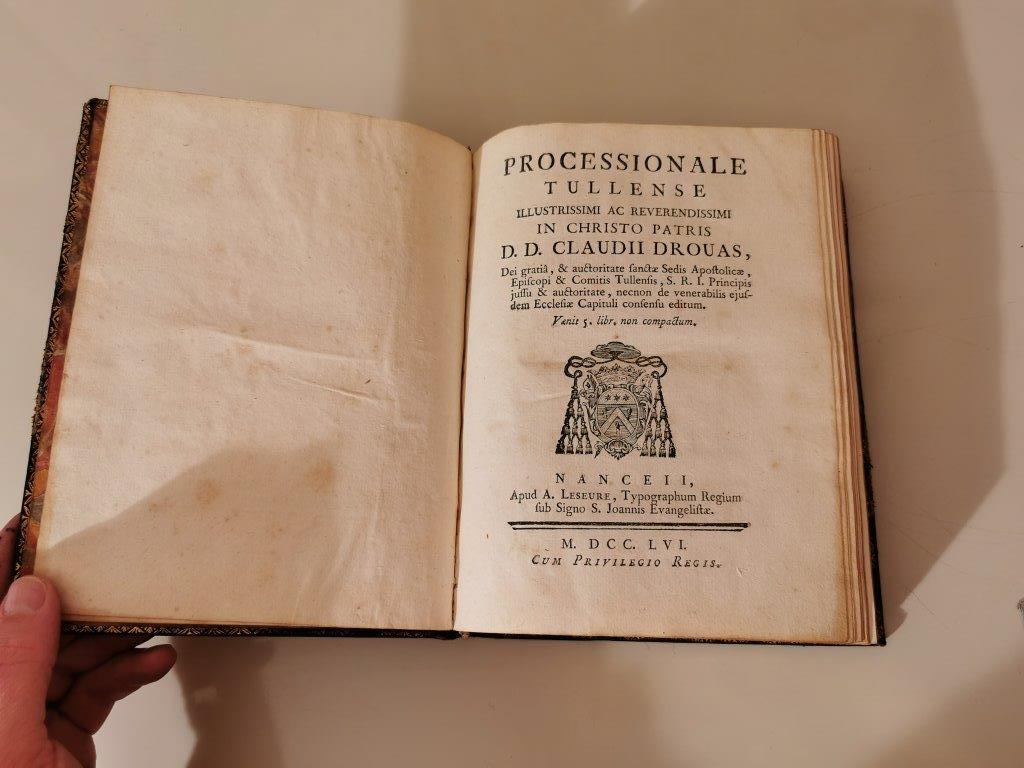 PROCESSIONALE
TULLENSE
ILLUSTRISSIMI AC REVERENDISSIMI
IN CHRISTO PATRIS
D. D. CLAUDII DROUAS,
Dei gratiâ, & auctoritate ſanctæ Sedis Apoſtolicæ,
Epiſcopi & Comitis Tullenſis, S. R. I. Principis
juſſu & auctoritate, necnon de venerabilis ejuſ-
dem Eccleſiæ Capituli conſenſu editum.
Vænit 5. libr. non compactum.
NANCEII,
Apud A. LESEURE, Typographum Regium
ſub Signo S. Joannis Evangeliſtæ.
M. DCC. LVI.
CUM PRIVILEGIO REGIS.